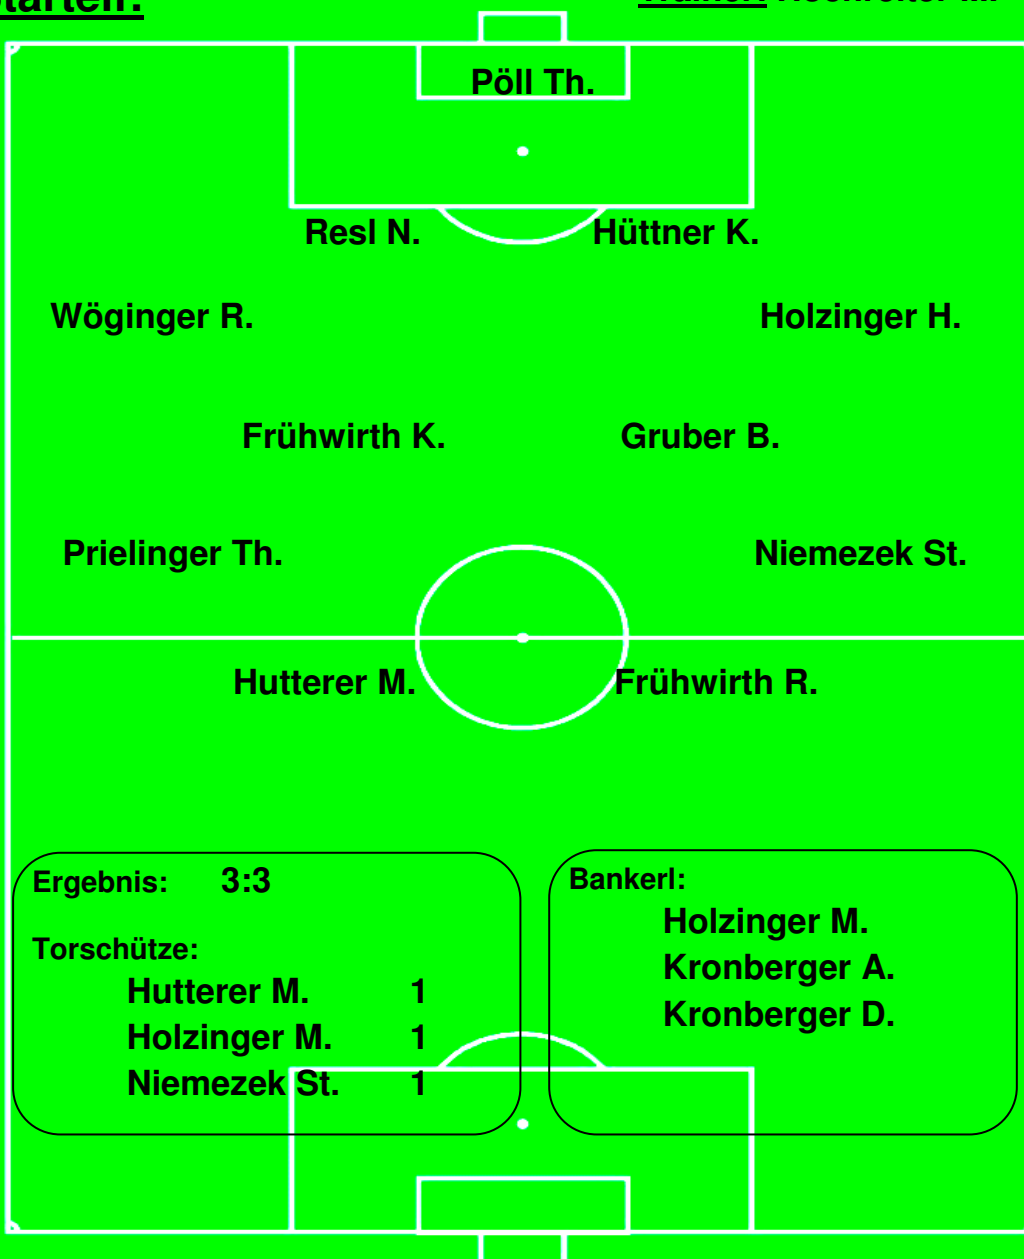 Pöll Th.
Resl N. Hüttner K.
Wöginger R. Holzinger H.
Frühwirth K. Gruber B.
Prielinger Th. Niemezek St.
Hutterer M. Frühwirth R.
Ergebnis: 3:3
Torschütze:
Hutterer M. 1
Holzinger M. 1
Niemezek St. 1
Bankerl:
Holzinger M.
Kronberger A.
Kronberger D.